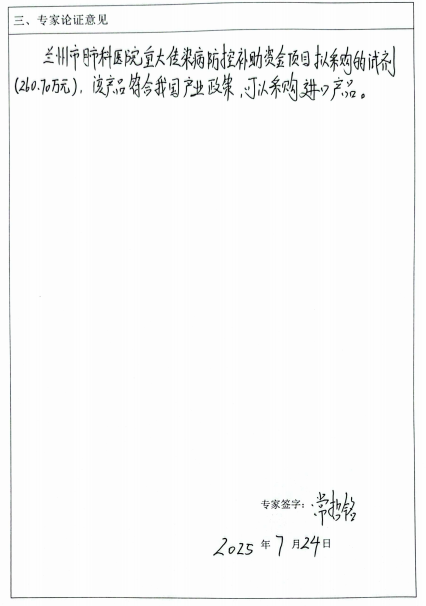 三、专家论证意见
兰州市肺科医院重大传染病防控补助资金项目拟采购的试剂
(260.70万元),该产品符合我国产业政策,可以采购进口产品。
专家签字:常哲铭
2025年7月24日